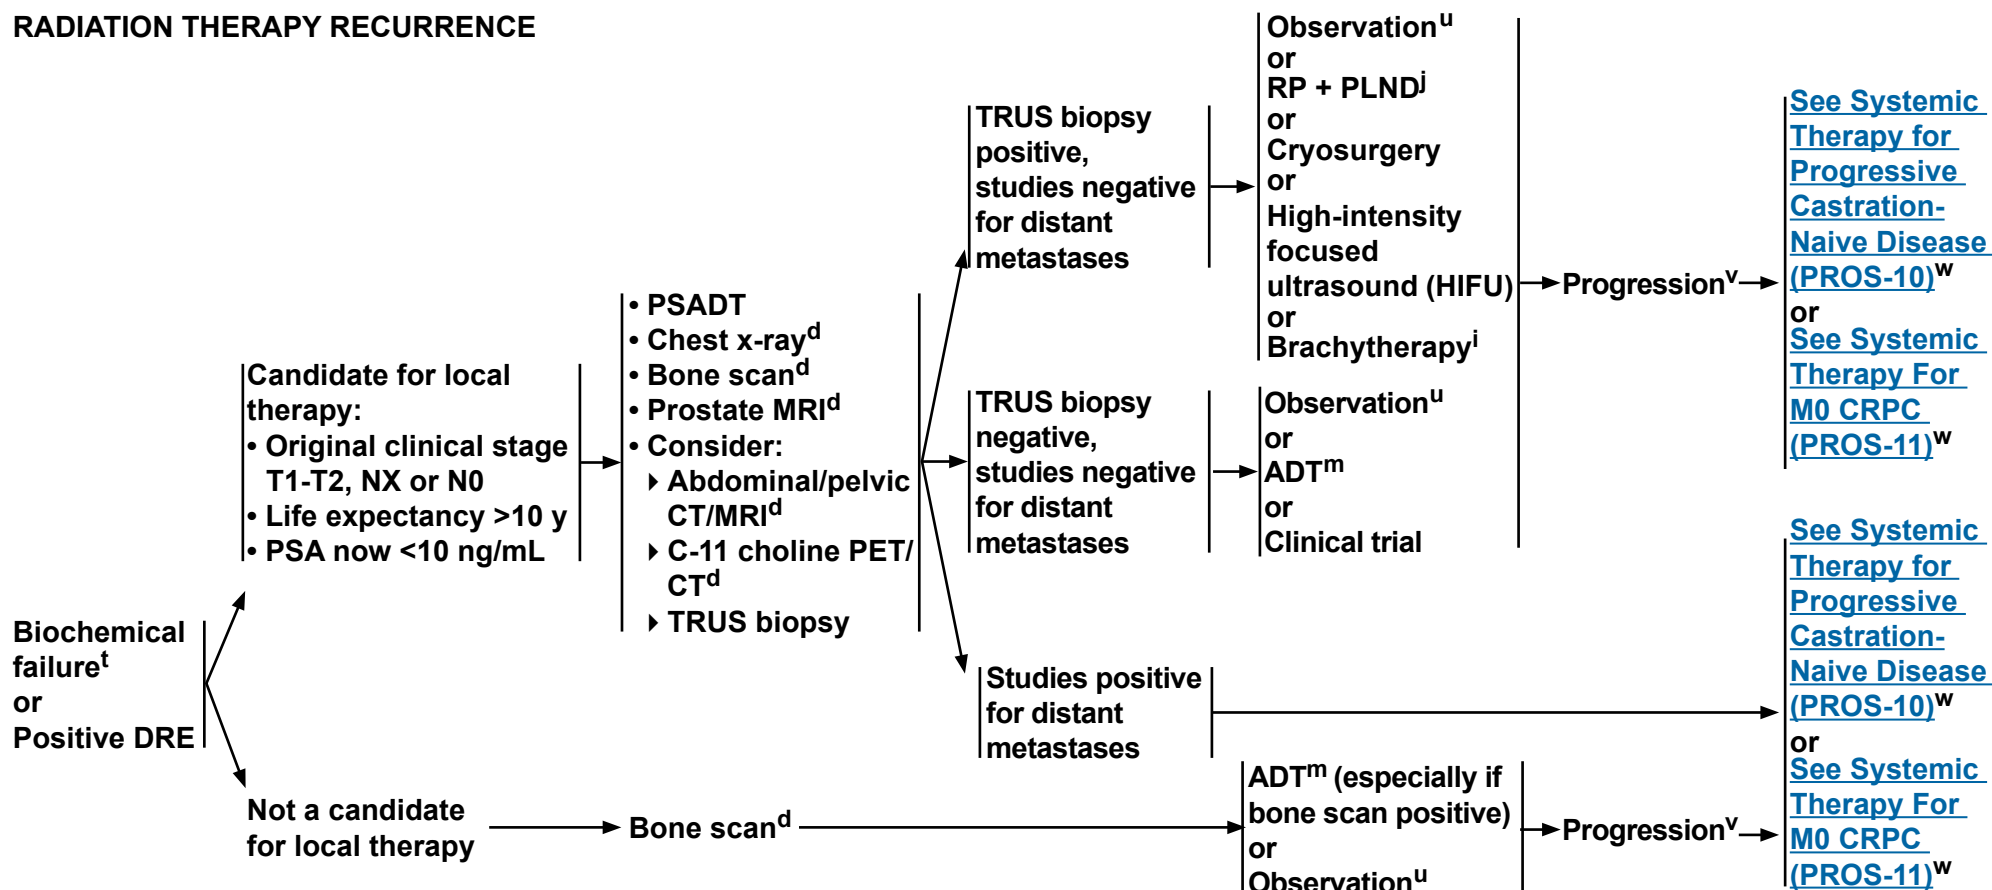 RADIATION THERAPY RECURRENCE
Biochemical
failureᵗ
or
Positive DRE
Candidate for local
therapy:
• Original clinical stage
T1-T2, NX or N0
• Life expectancy >10 y
• PSA now <10 ng/mL
• PSADT
• Chest x-rayᵈ
• Bone scanᵈ
• Prostate MRIᵈ
• Consider:
▸ Abdominal/pelvic
CT/MRIᵈ
▸ C-11 choline PET/
CTᵈ
▸ TRUS biopsy
TRUS biopsy
positive,
studies negative
for distant
metastases
Observationᵘ
or
RP + PLNDʲ
or
Cryosurgery
or
High-intensity
focused
ultrasound (HIFU)
or
Brachytherapyⁱ
TRUS biopsy
negative,
studies negative
for distant
metastases
Observationᵘ
or
ADTᵐ
or
Clinical trial
Progressionᵛ
See Systemic
Therapy for
Progressive
Castration-
Naive Disease
(PROS-10)ʷ
or
See Systemic
Therapy For
M0 CRPC
(PROS-11)ʷ
Studies positive
for distant
metastases
Not a candidate
for local therapy
Bone scanᵈ
ADTᵐ (especially if
bone scan positive)
or
Observationᵘ
Progressionᵛ
See Systemic
Therapy for
Progressive
Castration-
Naive Disease
(PROS-10)ʷ
or
See Systemic
Therapy For
M0 CRPC
(PROS-11)ʷ